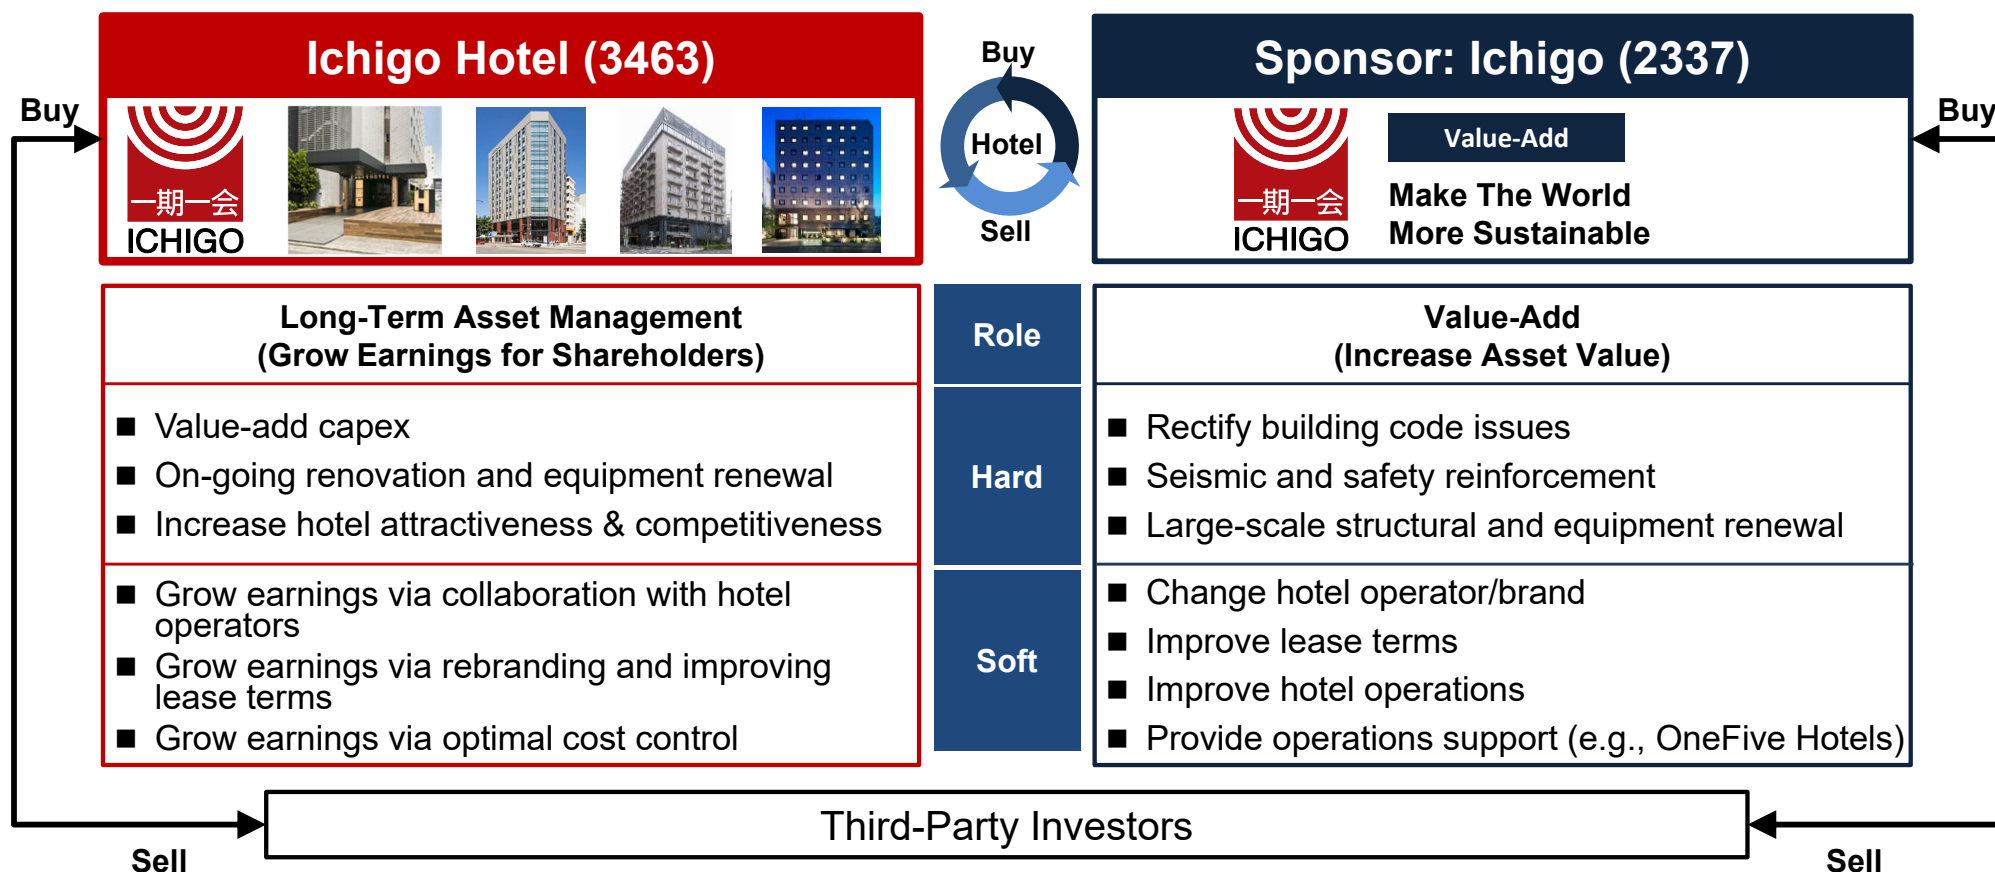 Ichigo Hotel (3463)
Buy
一期一会
ICHIGO
H
Buy
Hotel
Sell
Sponsor: Ichigo (2337)
一期一会
ICHIGO
Value-Add
Make The World
More Sustainable
Buy
Long-Term Asset Management
(Grow Earnings for Shareholders)
Role
Value-Add
(Increase Asset Value)
■ Value-add capex
■ On-going renovation and equipment renewal
■ Increase hotel attractiveness & competitiveness
Hard
■ Rectify building code issues
■ Seismic and safety reinforcement
■ Large-scale structural and equipment renewal
■ Grow earnings via collaboration with hotel
operators
■ Grow earnings via rebranding and improving
lease terms
■ Grow earnings via optimal cost control
Soft
■ Change hotel operator/brand
■ Improve lease terms
■ Improve hotel operations
■ Provide operations support (e.g., OneFive Hotels)
Third-Party Investors
Sell
Sell